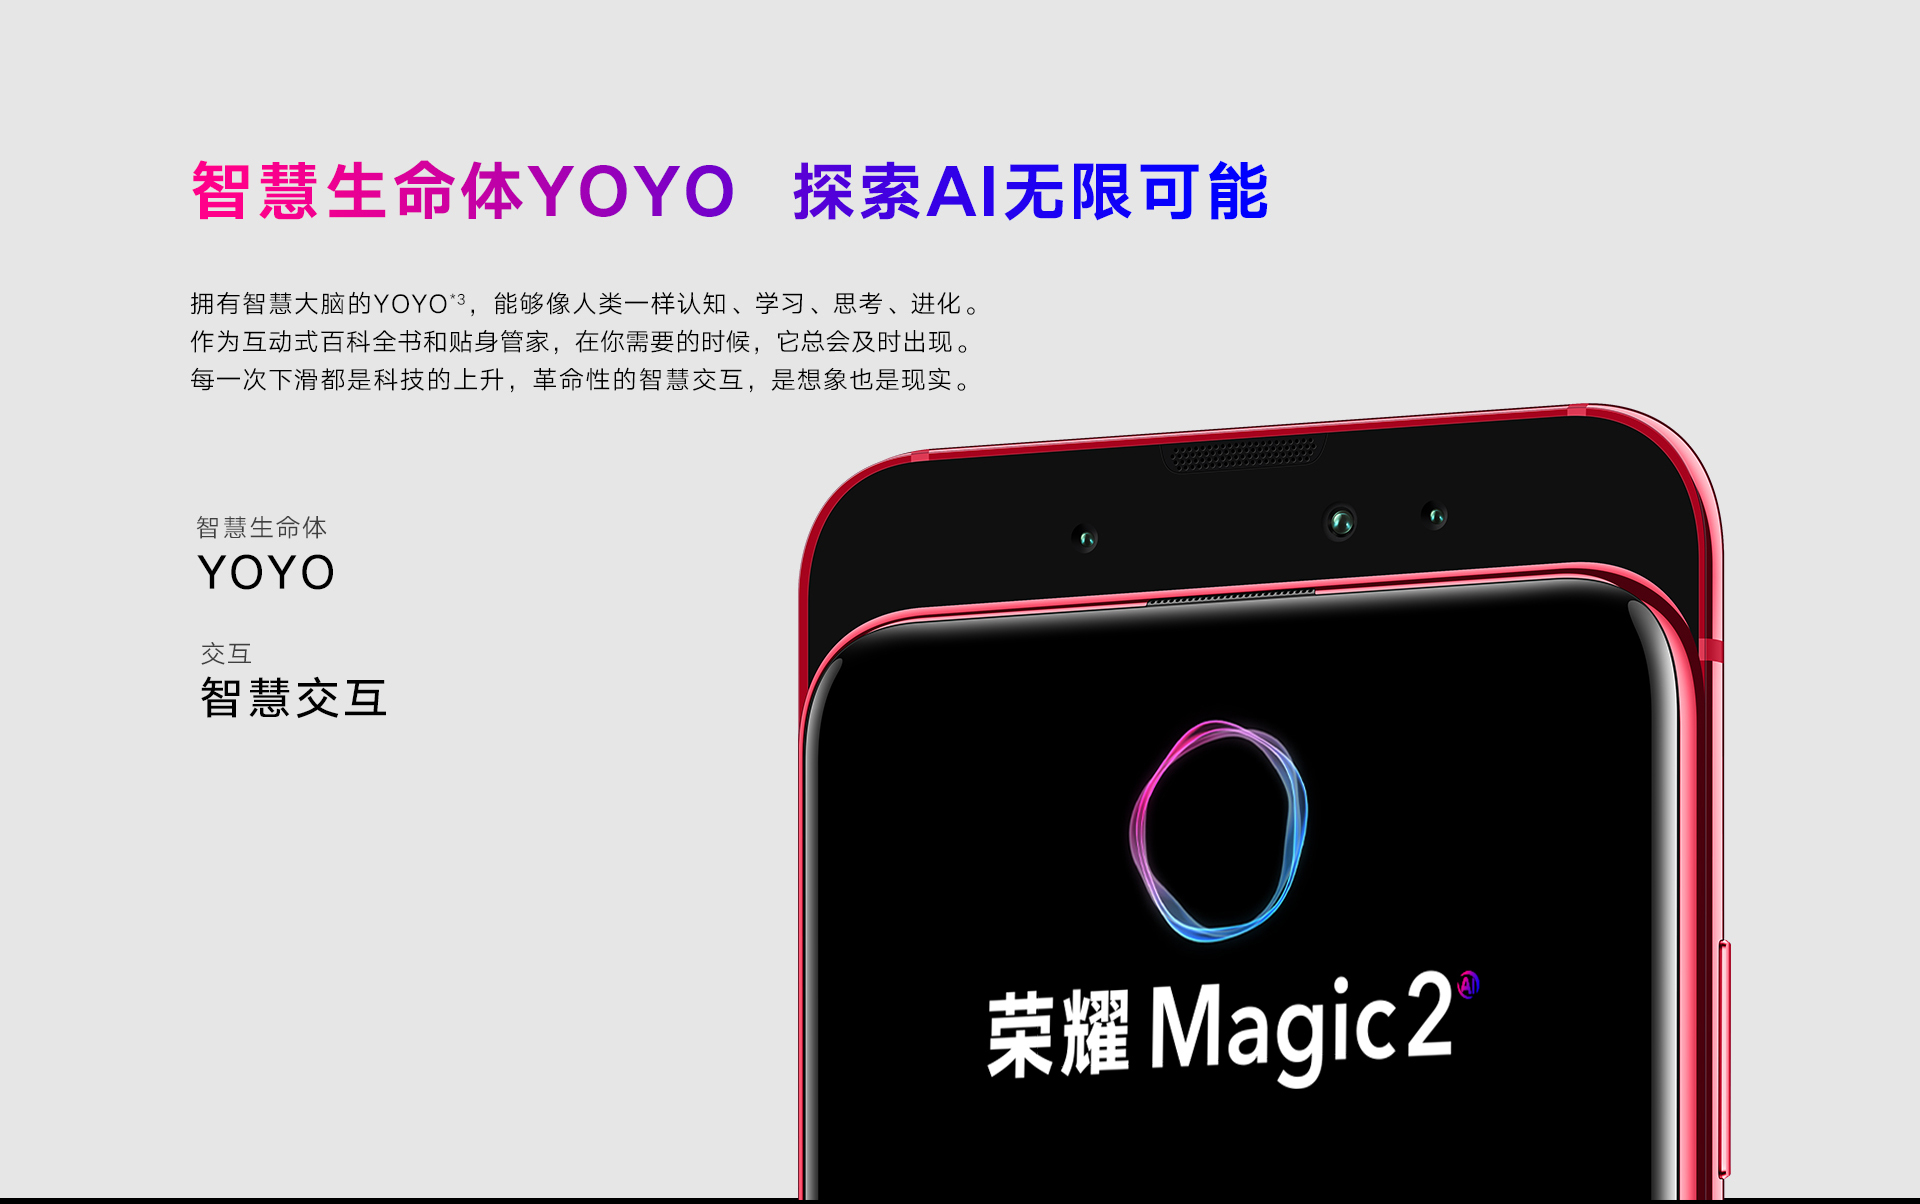 智慧生命体YOYO 探索AI无限可能
拥有智慧大脑的YOYO*3，能够像人类一样认知、学习、思考、进化。
作为互动式百科全书和贴身管家，在你需要的时候，它总会及时出现。
每一次下滑都是科技的上升，革命性的智慧交互，是想象也是现实。
智慧生命体
YOYO
交互
智慧交互
荣耀 Magic2 AI